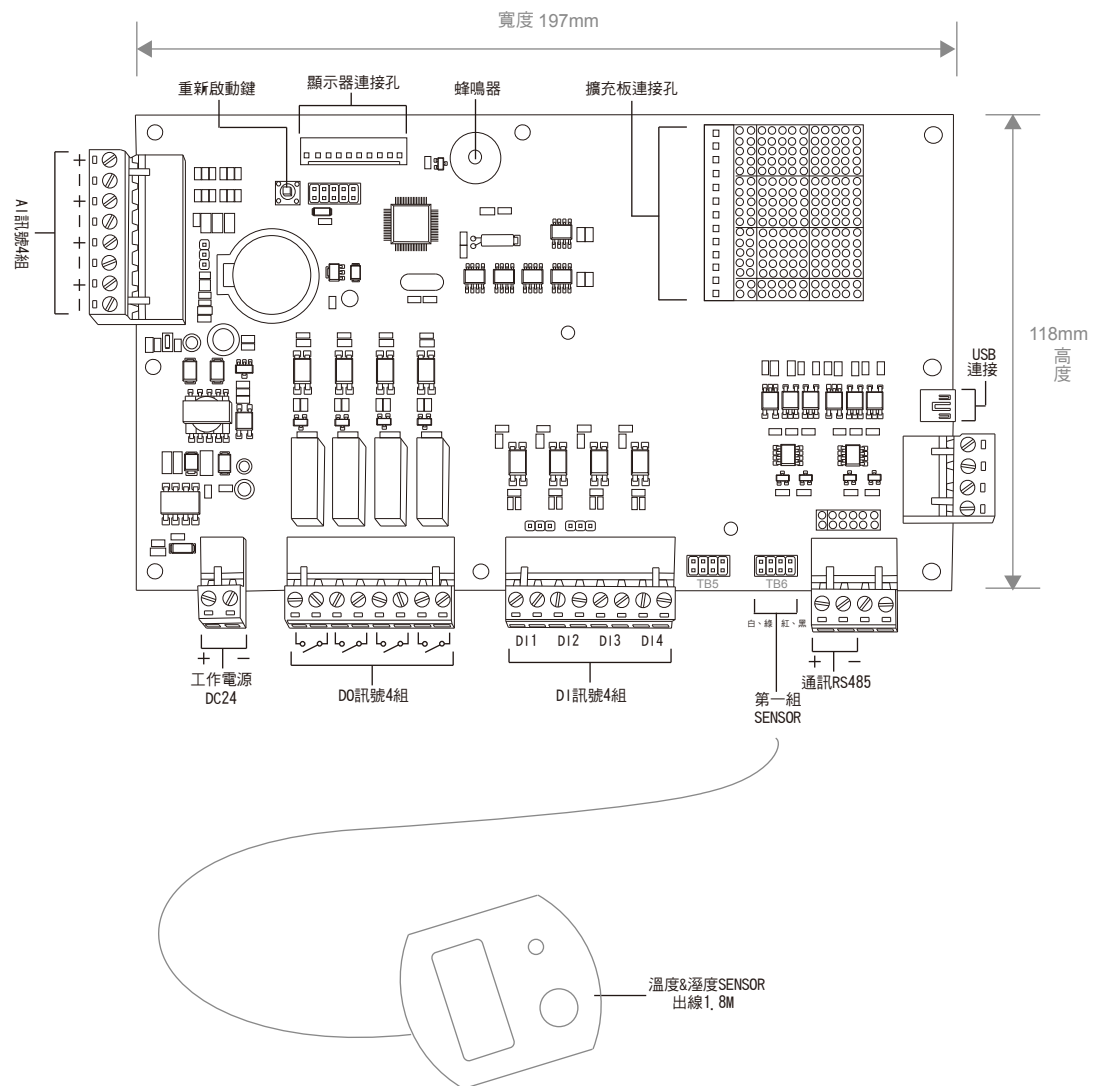 寬度 197mm
重新啟動鍵
顯示器連接孔
蜂鳴器
擴充板連接孔
AI訊號4組
+
-
+
-
+
-
+
-
118mm
高度
USB
連接
TB5
TB6
白、綠 紅、黑
DI1 DI2 DI3 DI4
+ -
工作電源
DC24
DO訊號4組
DI訊號4組
第一組
SENSOR
+ -
通訊RS485
溫度&溼度SENSOR
出線1.8M